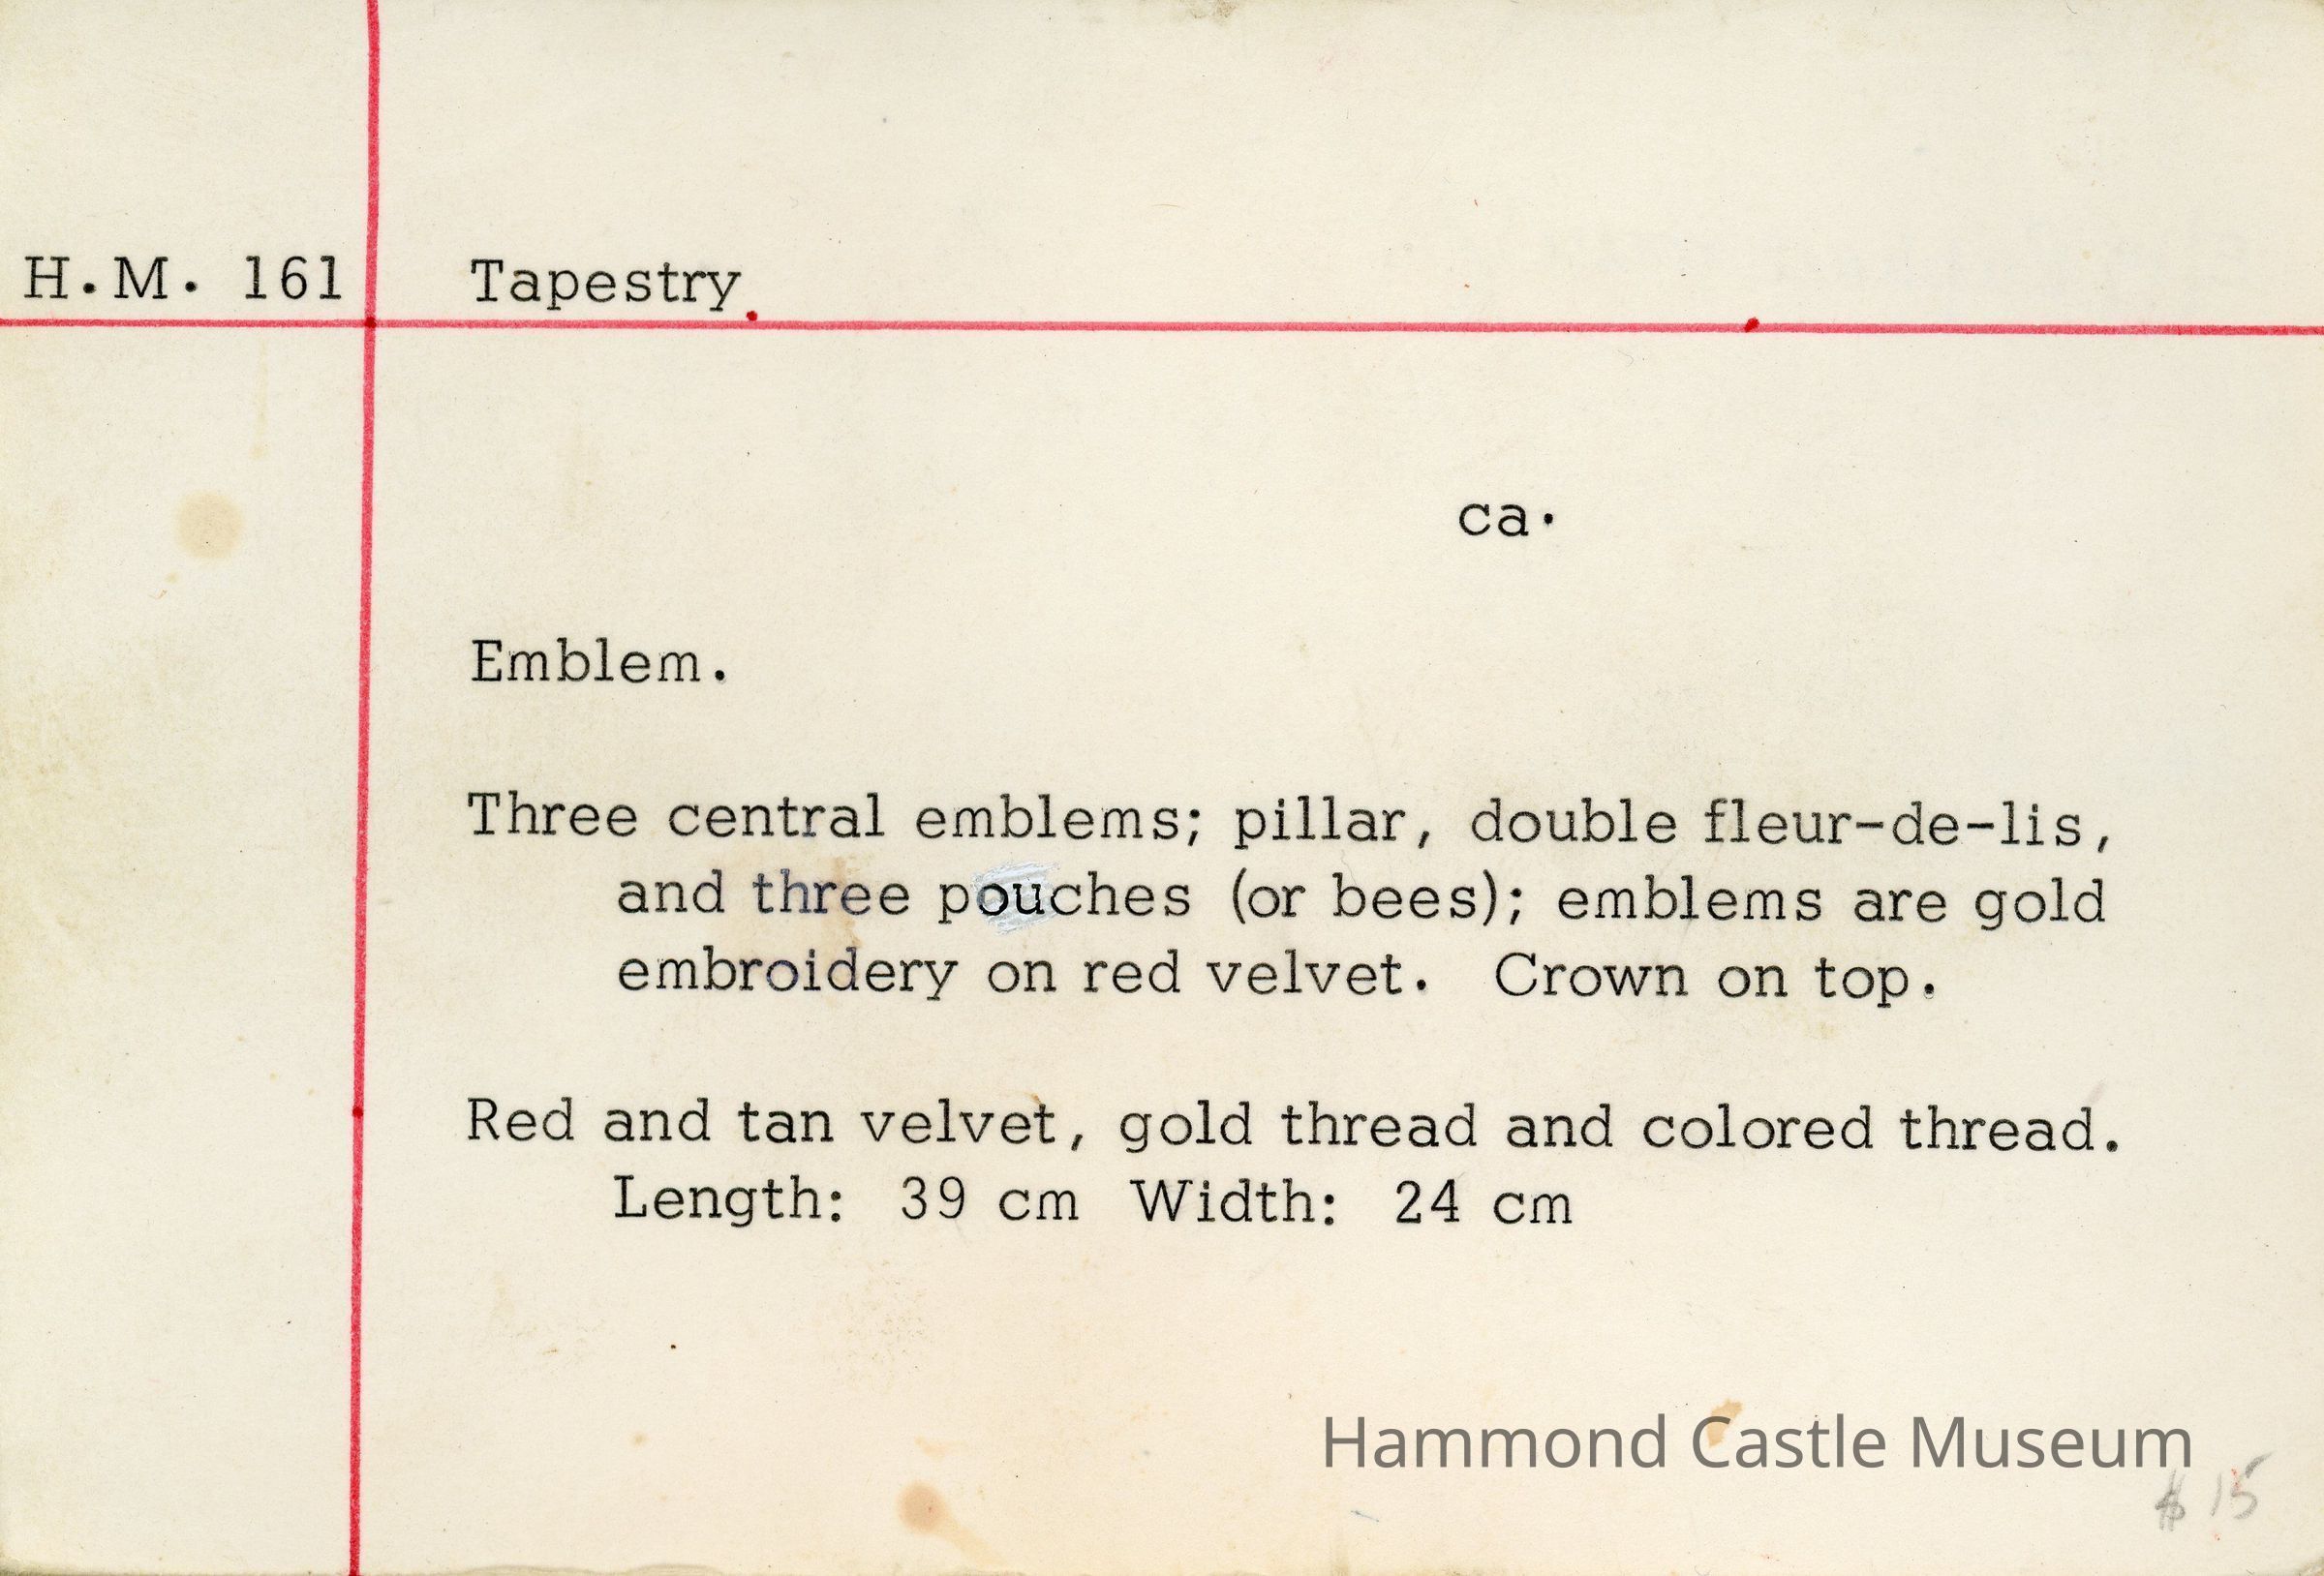 H.M. 161 Tapestry
ca.
Emblem.
Three central emblems; pillar, double fleur-de-lis,
and three pouches (or bees); emblems are gold
embroidery on red velvet. Crown on top.
Red and tan velvet, gold thread and colored thread.
Length: 39 cm Width: 24 cm
Hammond Castle Museum
$ 15